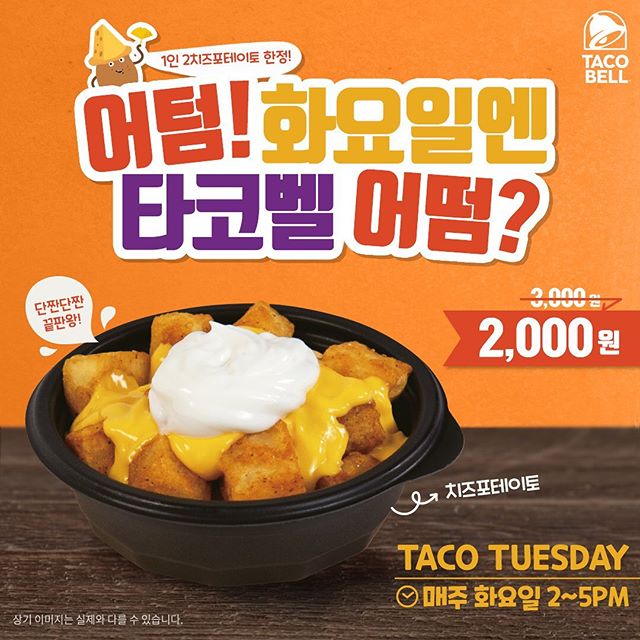 1인 2치즈포테이토 한정!
TACO
BELL
어텀! 화요일엔
타코벨 어떰?
단짠단짠
끝판왕!
3,000원
2,000원
치즈포테이토
TACO TUESDAY
매주 화요일 2~5PM
상기 이미지는 실제와 다를 수 있습니다.